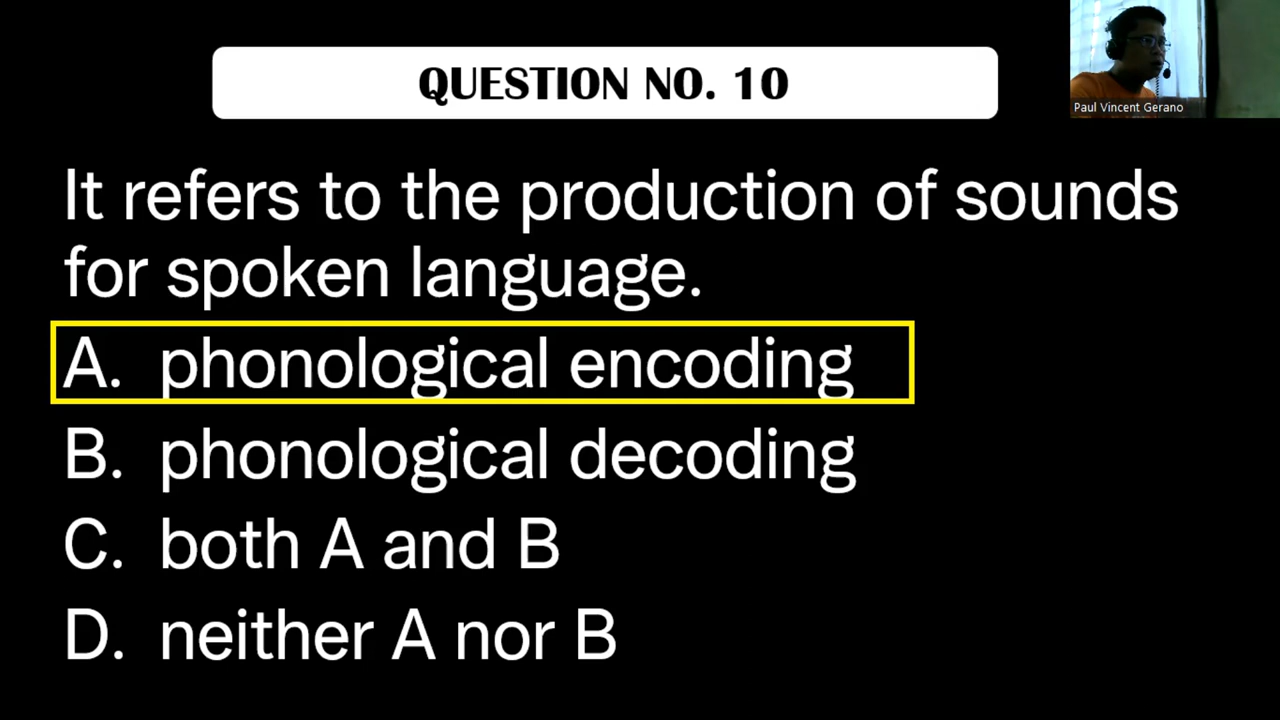 QUESTION NO. 10
Paul Vincent Gerano
It refers to the production of sounds
for spoken language.
A. phonological encoding
B. phonological decoding
C. both A and B
D. neither A nor B